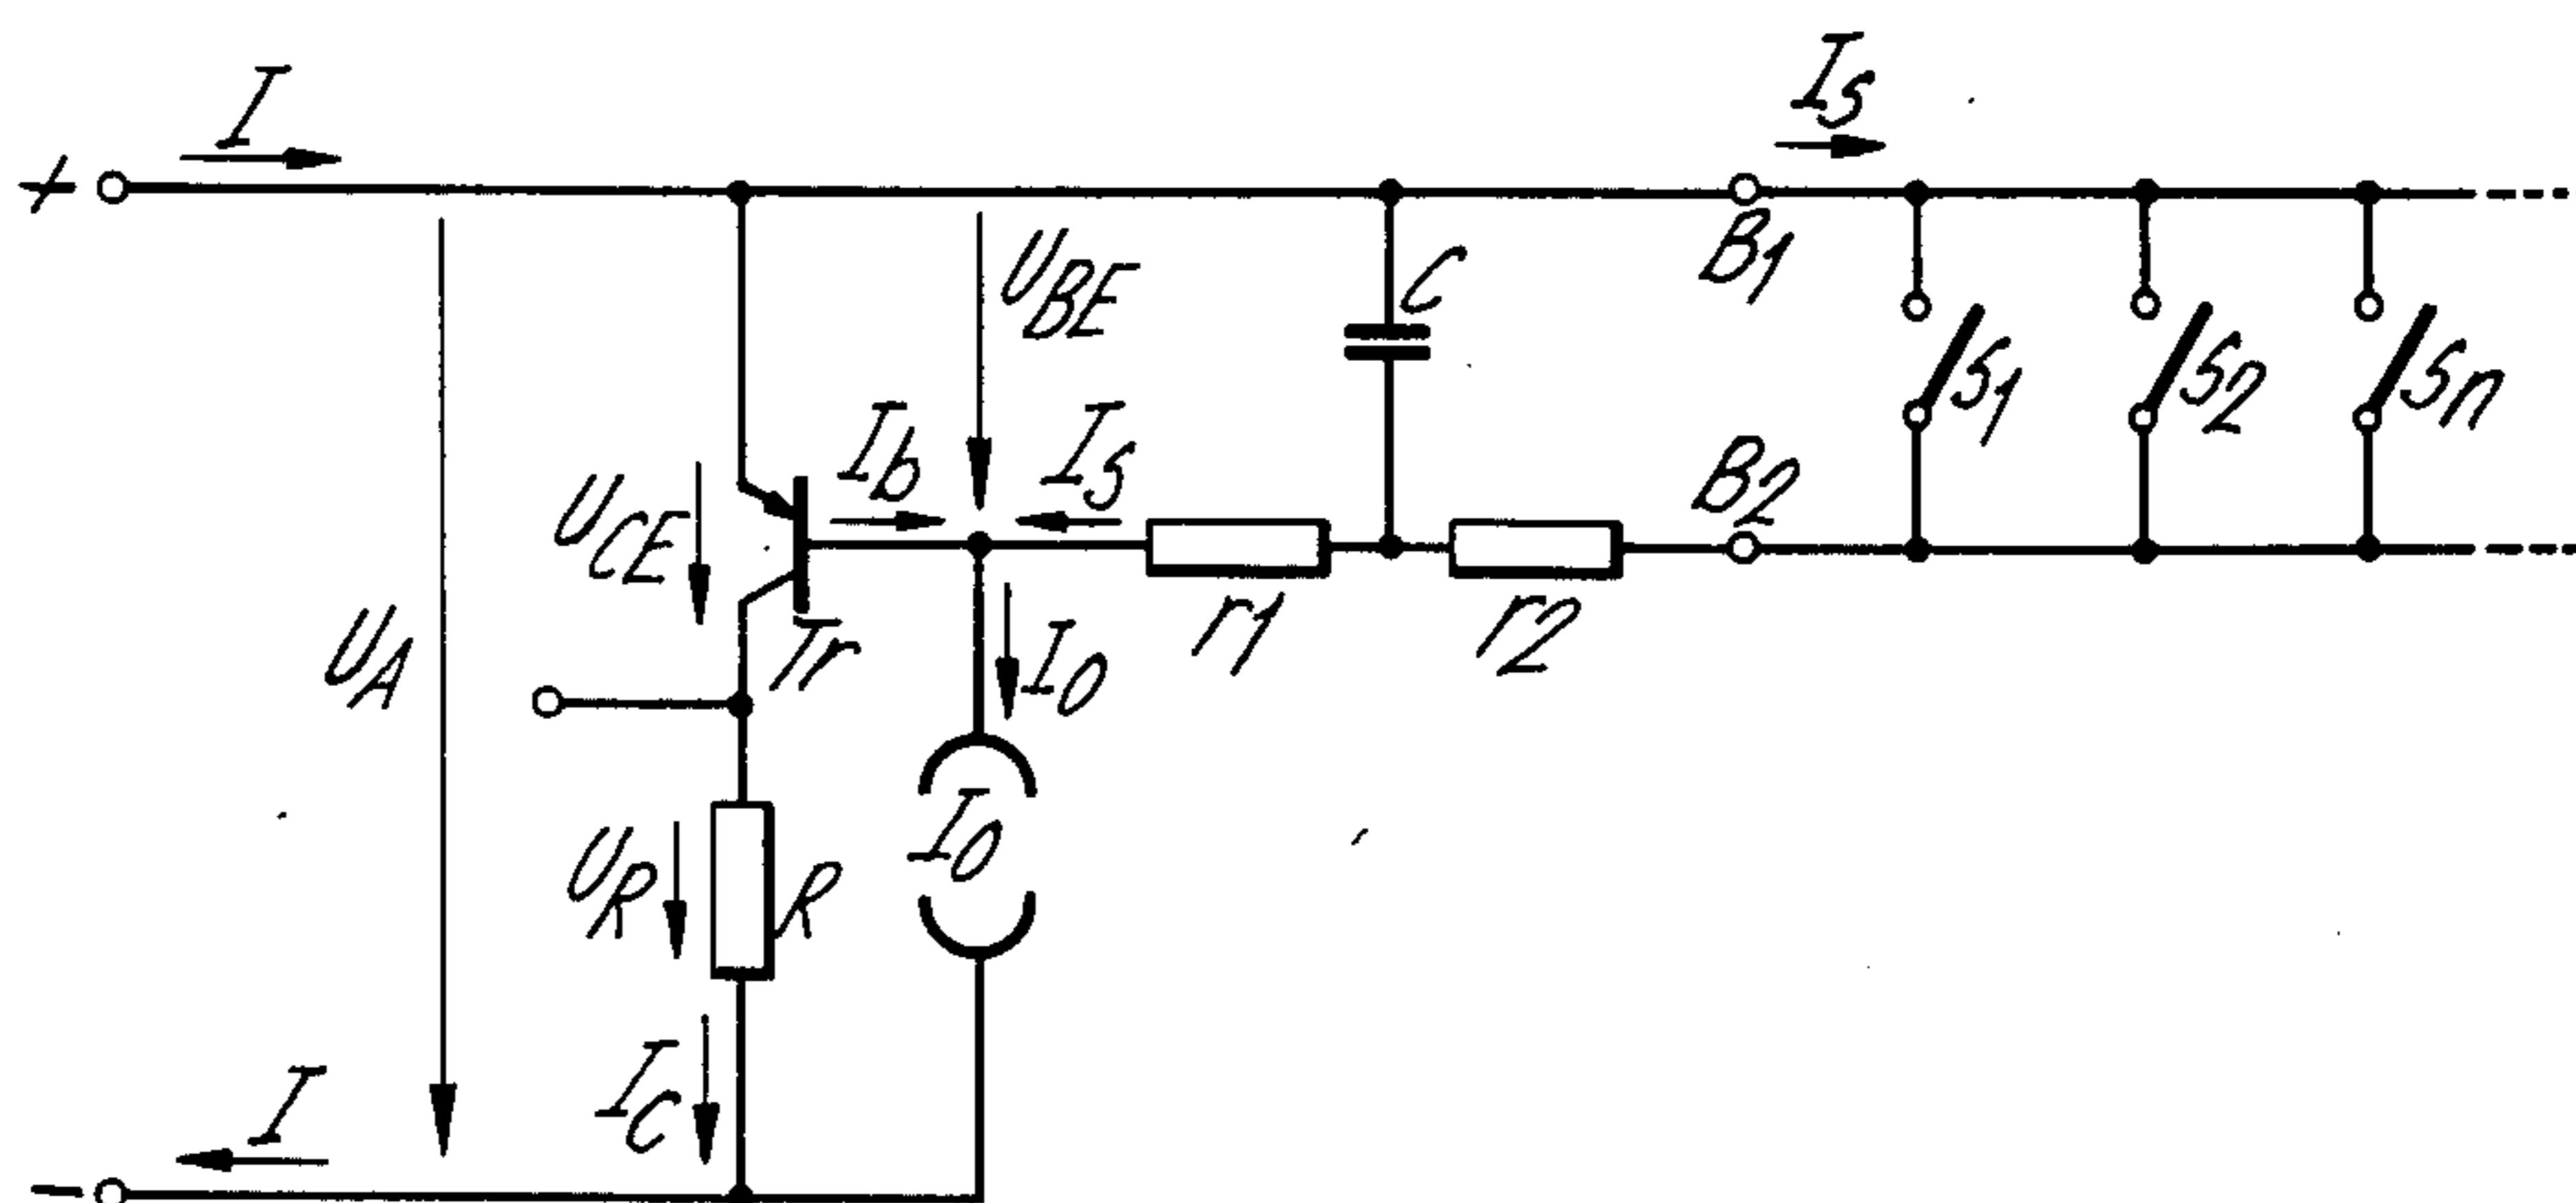 I
Is
+
B1
UBE
C
S1
S2
Sn
Ib
Is
B2
UCE
Tr
r1
r2
UA
I0
I0
UR
R
IC
I
-